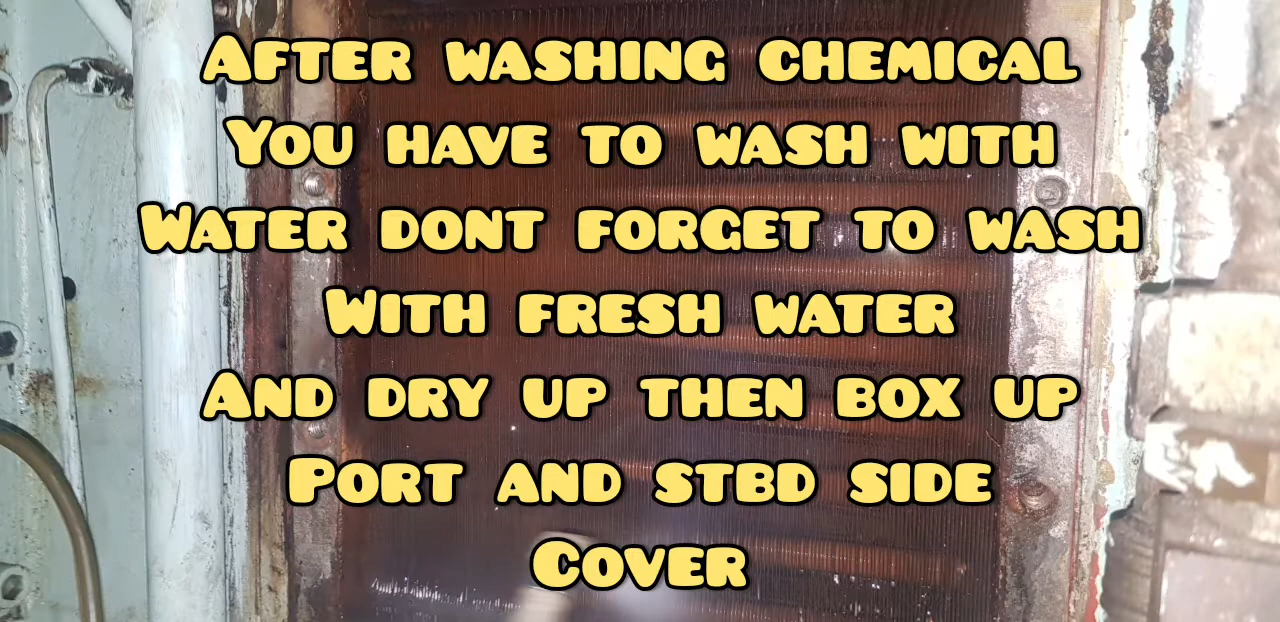 AFTER WASHING CHEMICAL
YOU HAVE TO WASH WITH
WATER DONT FORGET TO WASH
WITH FRESH WATER
AND DRY UP THEN BOX UP
PORT AND STBD SIDE
COVER